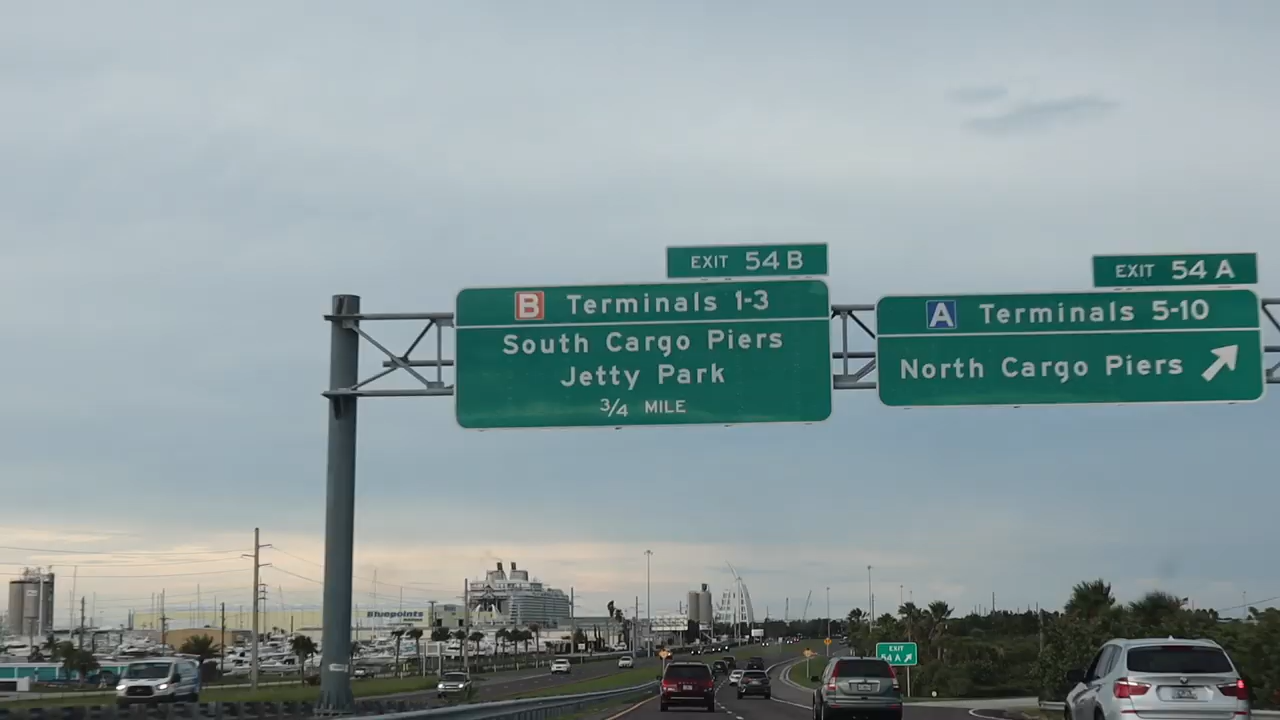 EXIT 54 B
B Terminals 1-3
South Cargo Piers
Jetty Park
3/4 MILE
EXIT 54 A
A Terminals 5-10
North Cargo Piers
Bluepoints
EXIT
54 A